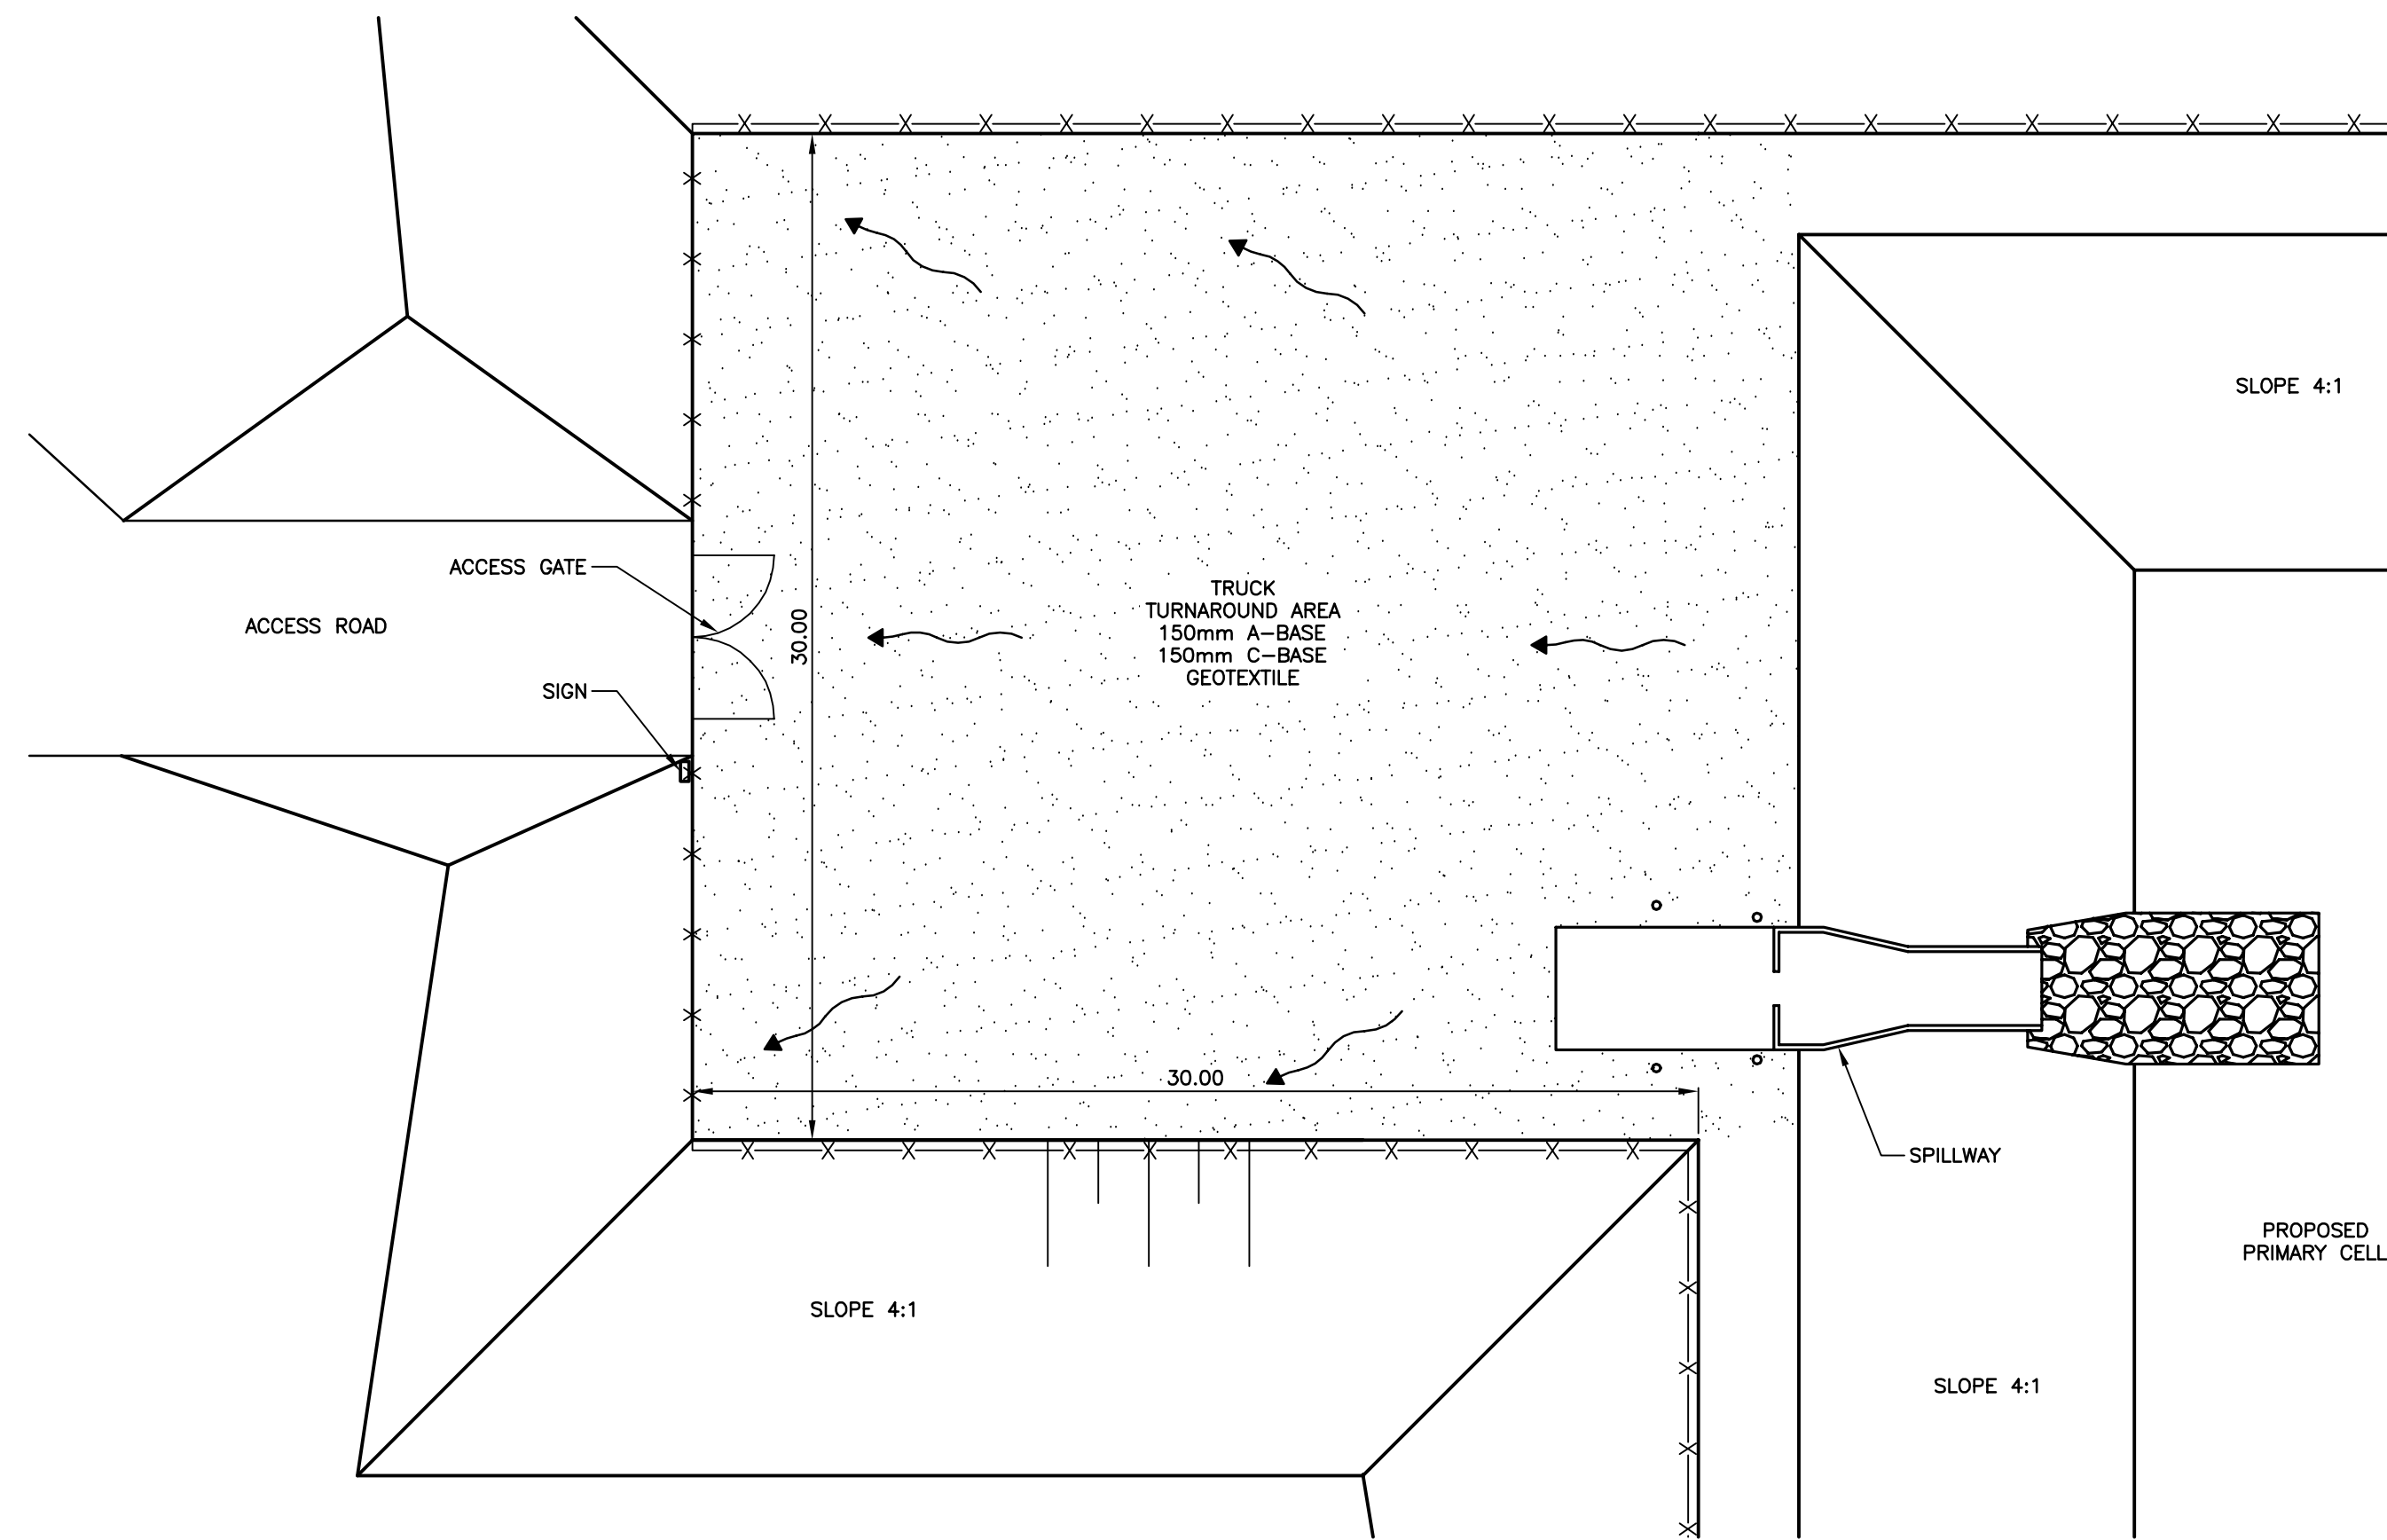 SLOPE 4:1
ACCESS GATE
ACCESS ROAD
SIGN
30.00
TRUCK
TURNAROUND AREA
150mm A-BASE
150mm C-BASE
GEOTEXTILE
30.00
SPILLWAY
PROPOSED
PRIMARY CELL
SLOPE 4:1
SLOPE 4:1